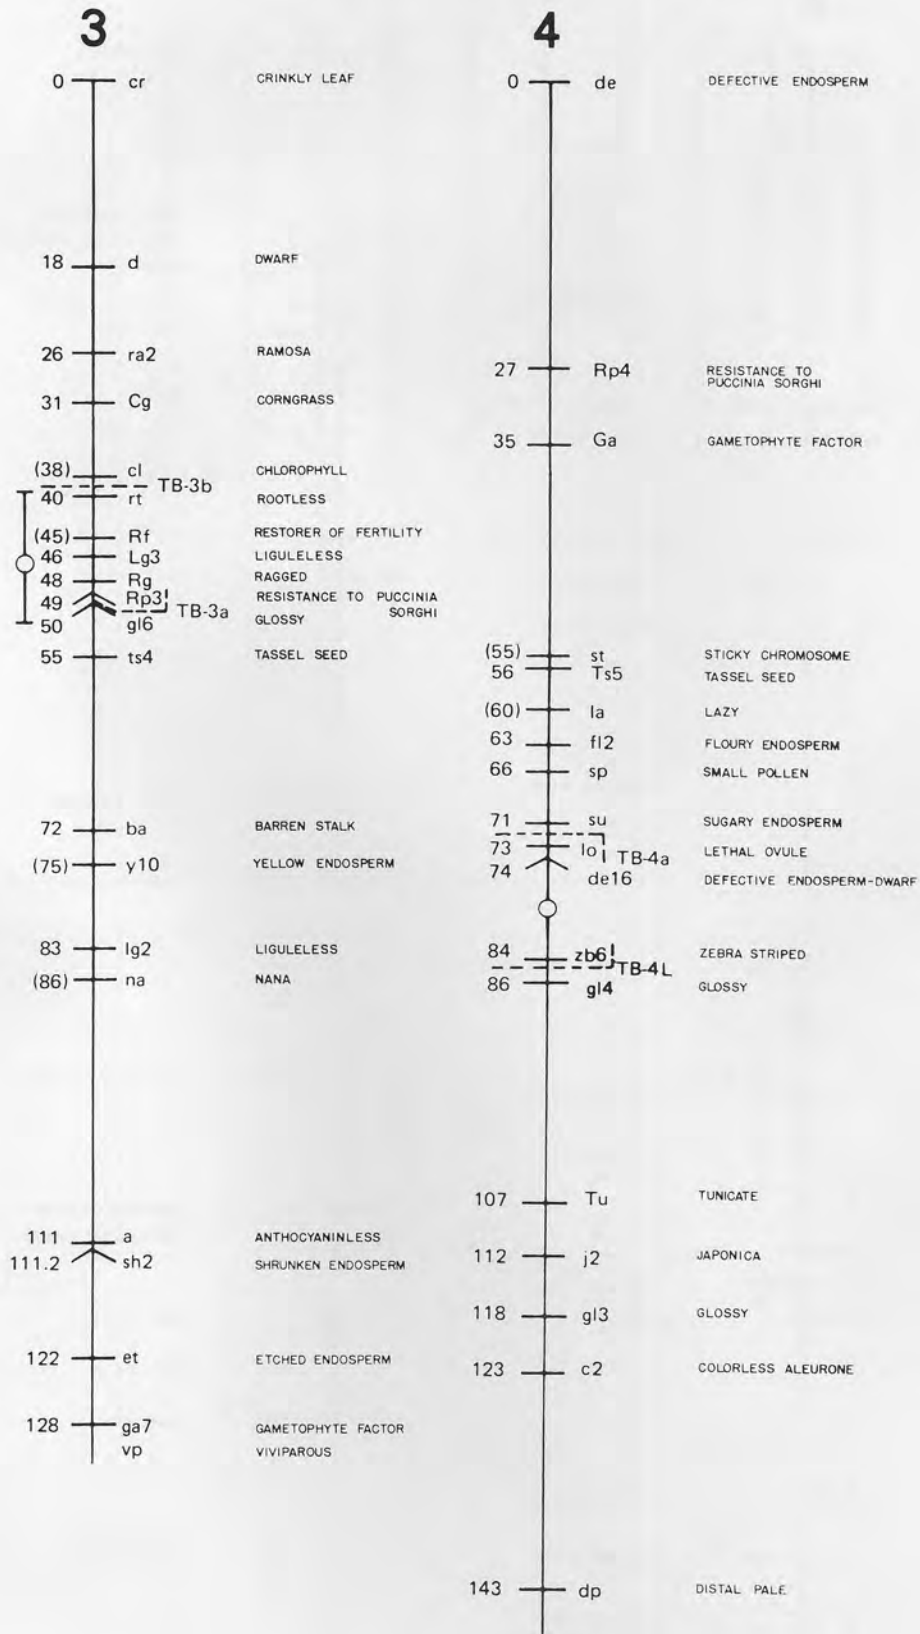 3
0 cr CRINKLY LEAF
18 d DWARF
26 ra2 RAMOSA
31 Cg CORNGRASS
(38) cl CHLOROPHYLL
TB-3b
40 rt ROOTLESS
(45) Rf RESTORER OF FERTILITY
46 Lg3 LIGULELESS
48 Rg RAGGED
49 Rp3 RESISTANCE TO PUCCINIA
SORGHI
TB-3a
50 gl6 GLOSSY
55 ts4 TASSEL SEED
72 ba BARREN STALK
(75) y10 YELLOW ENDOSPERM
83 lg2 LIGULELESS
(86) na NANA
111 a ANTHOCYANINLESS
111.2 sh2 SHRUNKEN ENDOSPERM
122 et ETCHED ENDOSPERM
128 ga7 GAMETOPHYTE FACTOR
vp VIVIPAROUS
4
0 de DEFECTIVE ENDOSPERM
27 Rp4 RESISTANCE TO
PUCCINIA SORGHI
35 Ga GAMETOPHYTE FACTOR
(55) st STICKY CHROMOSOME
56 Ts5 TASSEL SEED
(60) la LAZY
63 fl2 FLOURY ENDOSPERM
66 sp SMALL POLLEN
71 su SUGARY ENDOSPERM
73 lo LETHAL OVULE
TB-4a
74 de16 DEFECTIVE ENDOSPERM-DWARF
84 zb6 ZEBRA STRIPED
TB-4L
86 gl4 GLOSSY
107 Tu TUNICATE
112 j2 JAPONICA
118 gl3 GLOSSY
123 c2 COLORLESS ALEURONE
143 dp DISTAL PALE